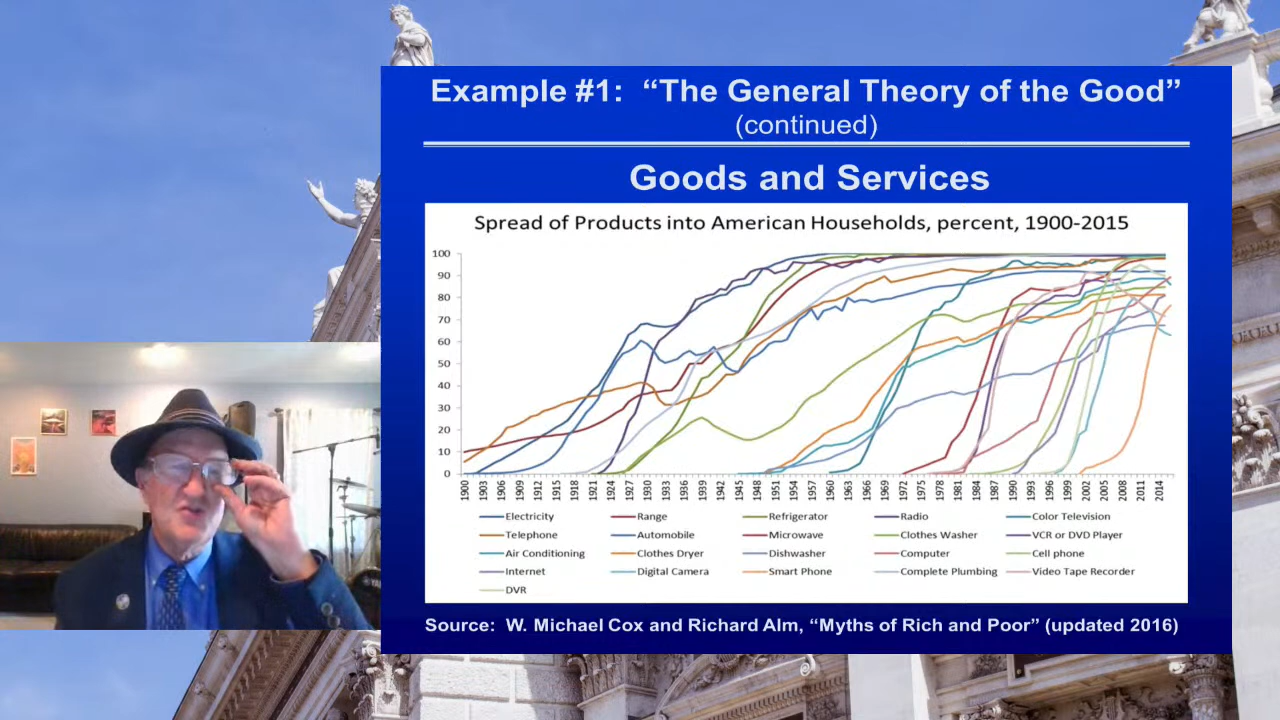 Example #1: “The General Theory of the Good”
(continued)
Goods and Services
Spread of Products into American Households, percent, 1900-2015
100
90
80
70
60
50
40
30
20
10
0
1900 1903 1906 1909 1912 1915 1918 1921 1924 1927 1930 1933 1936 1939 1942 1945 1948 1951 1954 1957 1960 1963 1966 1969 1972 1975 1978 1981 1984 1987 1990 1993 1996 1999 2002 2005 2008 2011 2014
Electricity Range Refrigerator Radio Color Television
Telephone Automobile Microwave Clothes Washer VCR or DVD Player
Air Conditioning Clothes Dryer Dishwasher Computer Cell phone
Internet Digital Camera Smart Phone Complete Plumbing Video Tape Recorder
DVR
Source: W. Michael Cox and Richard Alm, “Myths of Rich and Poor” (updated 2016)